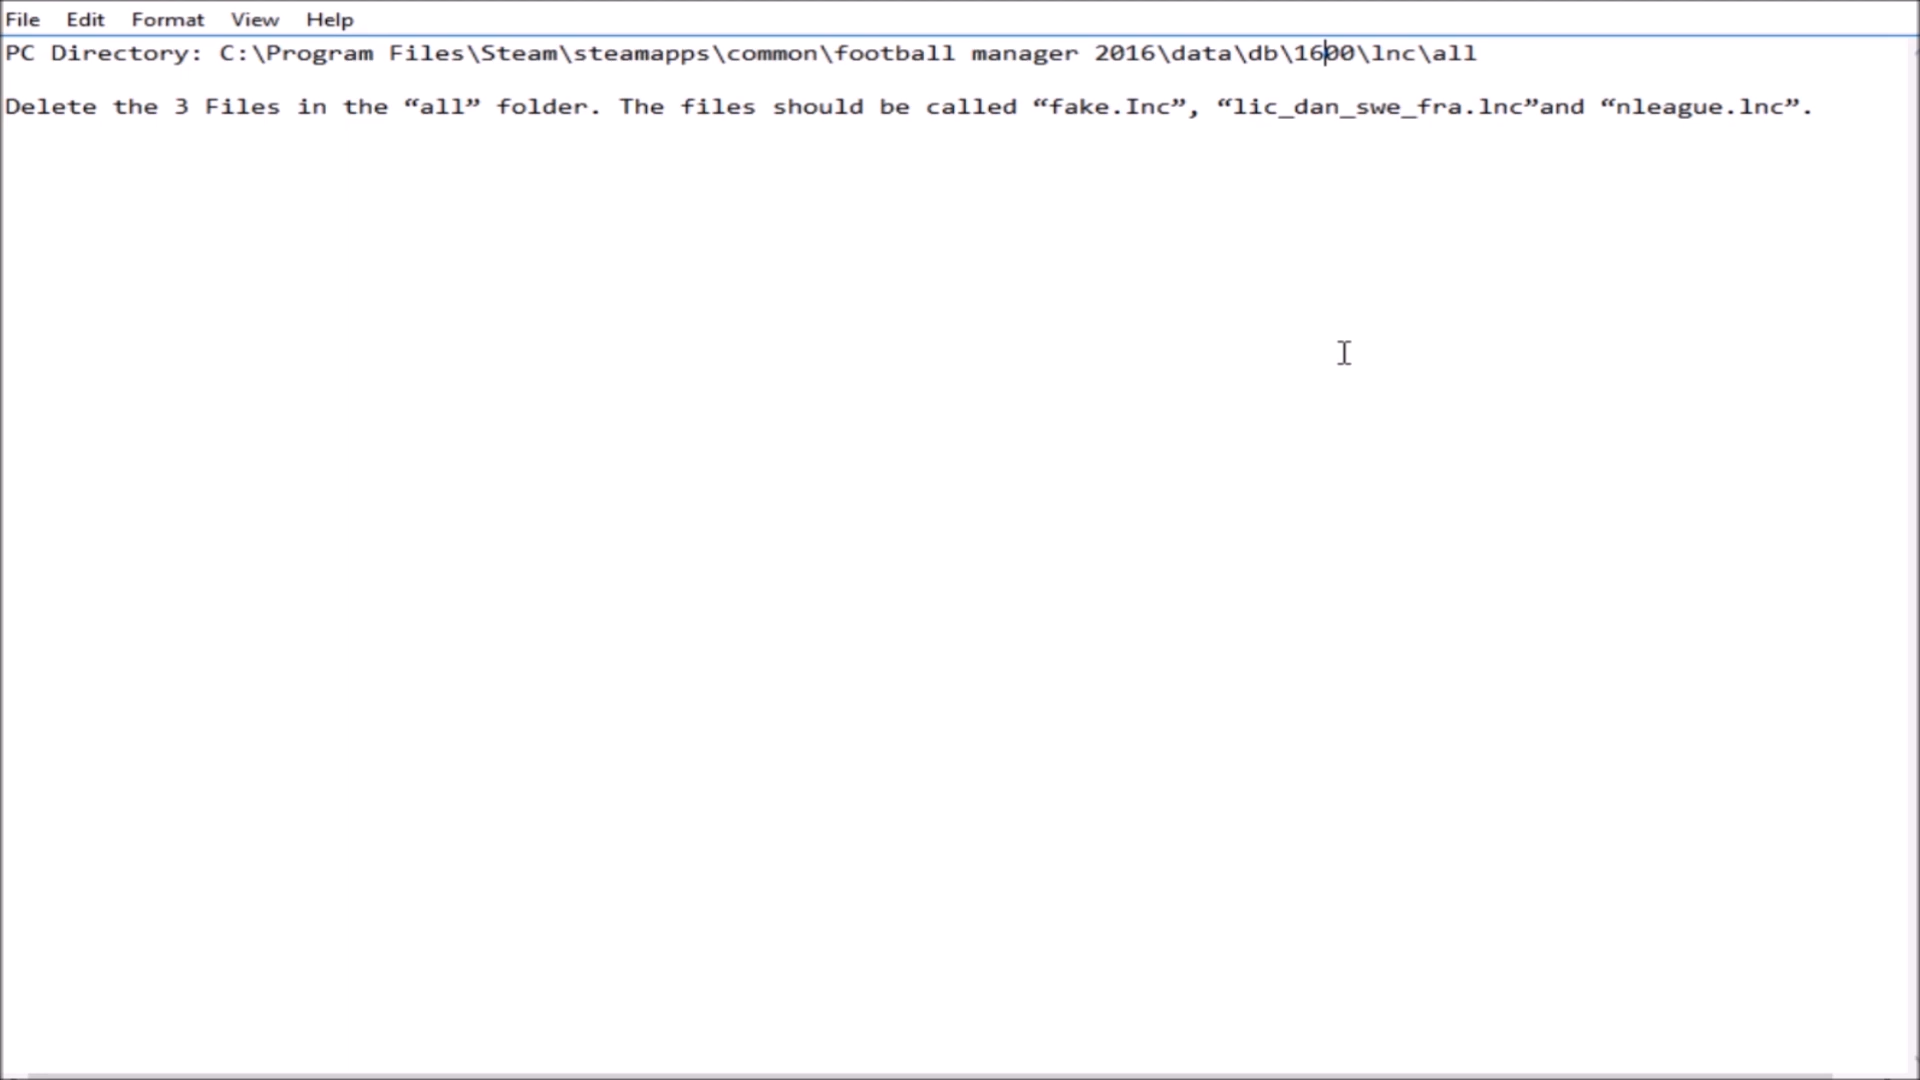 File Edit Format View Help
PC Directory: C:\Program Files\Steam\steamapps\common\football manager 2016\data\db\1600\lnc\all
Delete the 3 Files in the “all” folder. The files should be called “fake.Inc”, “lic_dan_swe_fra.lnc”and “nleague.lnc”.